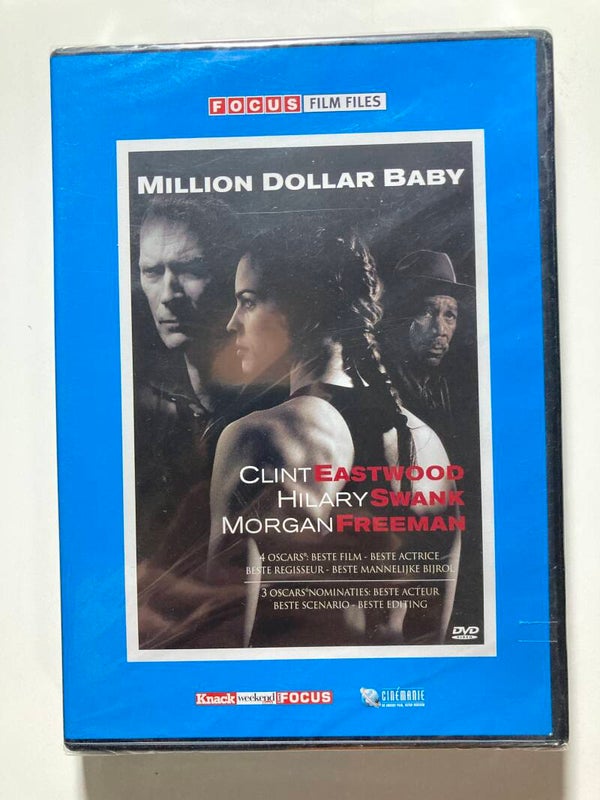 FOCUS FILM FILES
MILLION DOLLAR BABY
CLINT EASTWOOD
HILARY SWANK
MORGAN FREEMAN
4 OSCARS®: BESTE FILM - BESTE ACTRICE
BESTE REGISSEUR - BESTE MANNELIJKE BIJROL
3 OSCARS®NOMINATIES: BESTE ACTEUR
BESTE SCENARIO - BESTE EDITING
DVD
VIDEO
Knack weekend FOCUS
CINÉMANIE